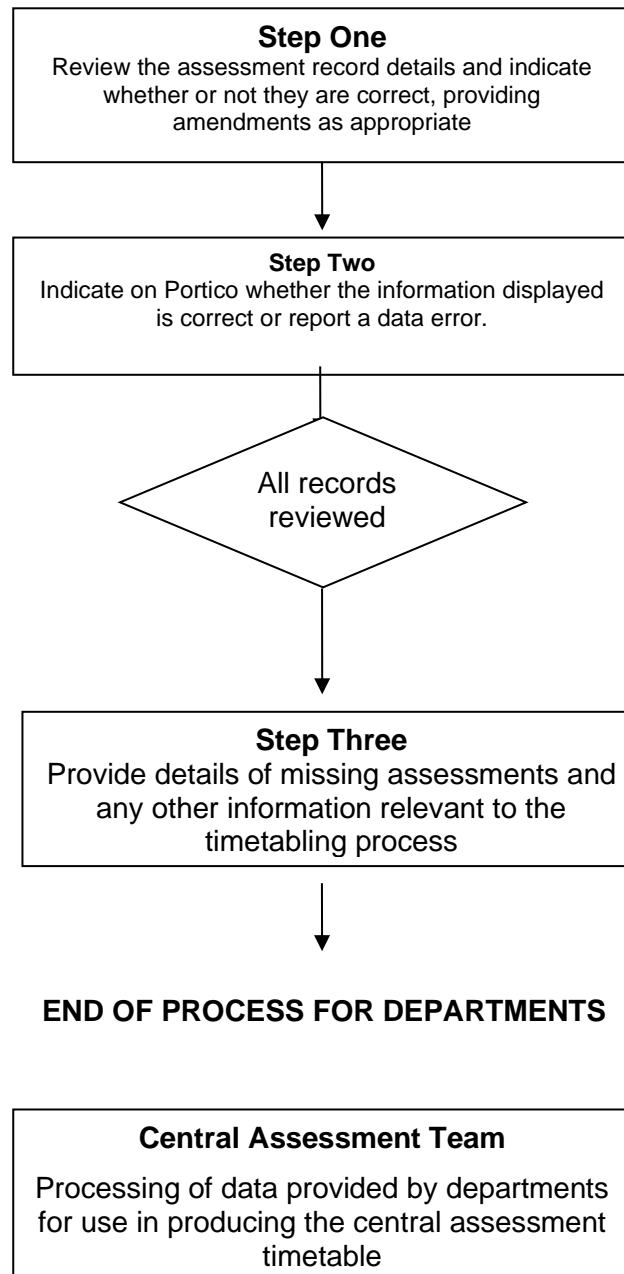 Step One
Review the assessment record details and indicate
whether or not they are correct, providing
amendments as appropriate
Step Two
Indicate on Portico whether the information displayed
is correct or report a data error.
All records
reviewed
Step Three
Provide details of missing assessments and
any other information relevant to the
timetabling process
END OF PROCESS FOR DEPARTMENTS
Central Assessment Team
Processing of data provided by departments
for use in producing the central assessment
timetable